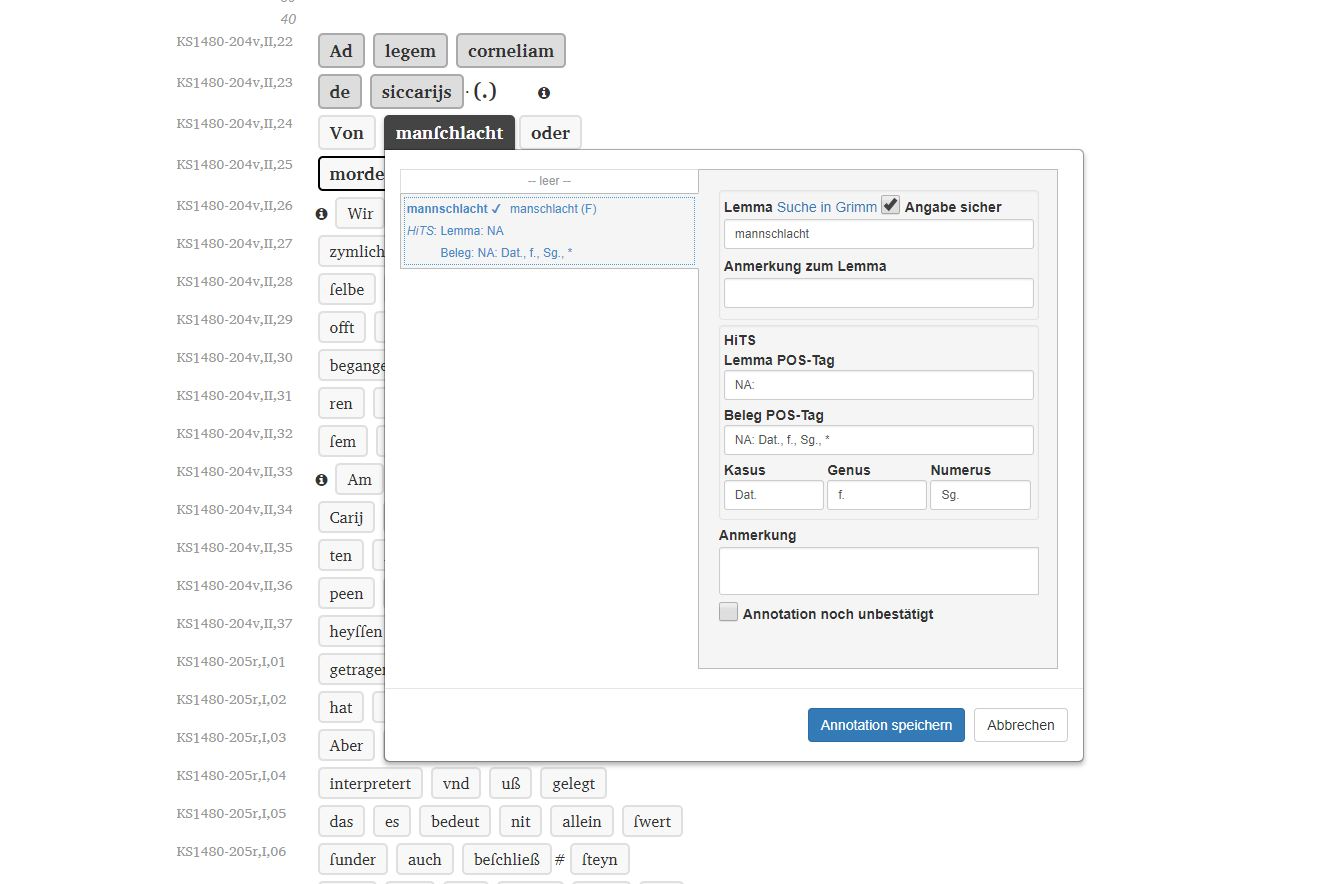 40
KS1480-204v,II,22 Ad legem corneliam
KS1480-204v,II,23 de siccarijs · (.)
KS1480-204v,II,24 Von manſchlacht oder
KS1480-204v,II,25 morde
KS1480-204v,II,26 Wir
KS1480-204v,II,27 zymlich
KS1480-204v,II,28 ſelbe
KS1480-204v,II,29 offt
KS1480-204v,II,30 begange
KS1480-204v,II,31 ren
KS1480-204v,II,32 ſem
KS1480-204v,II,33 Am
KS1480-204v,II,34 Carij
KS1480-204v,II,35 ten
KS1480-204v,II,36 peen
KS1480-204v,II,37 heyſſen
KS1480-205r,I,01 getragen
KS1480-205r,I,02 hat
KS1480-205r,I,03 Aber
KS1480-205r,I,04 interpretert vnd uß gelegt
KS1480-205r,I,05 das es bedeut nit allein ſwert
KS1480-205r,I,06 ſunder auch beſchließ # ſteyn
-- leer --
mannschlacht ✓ manschlacht (F)
HiTS: Lemma: NA
Beleg: NA: Dat., f., Sg., *
Lemma Suche in Grimm ✓ Angabe sicher
mannschlacht
Anmerkung zum Lemma
HiTS
Lemma POS-Tag
NA:
Beleg POS-Tag
NA: Dat., f., Sg., *
Kasus Genus Numerus
Dat. f. Sg.
Anmerkung
Annotation noch unbestätigt
Annotation speichern Abbrechen